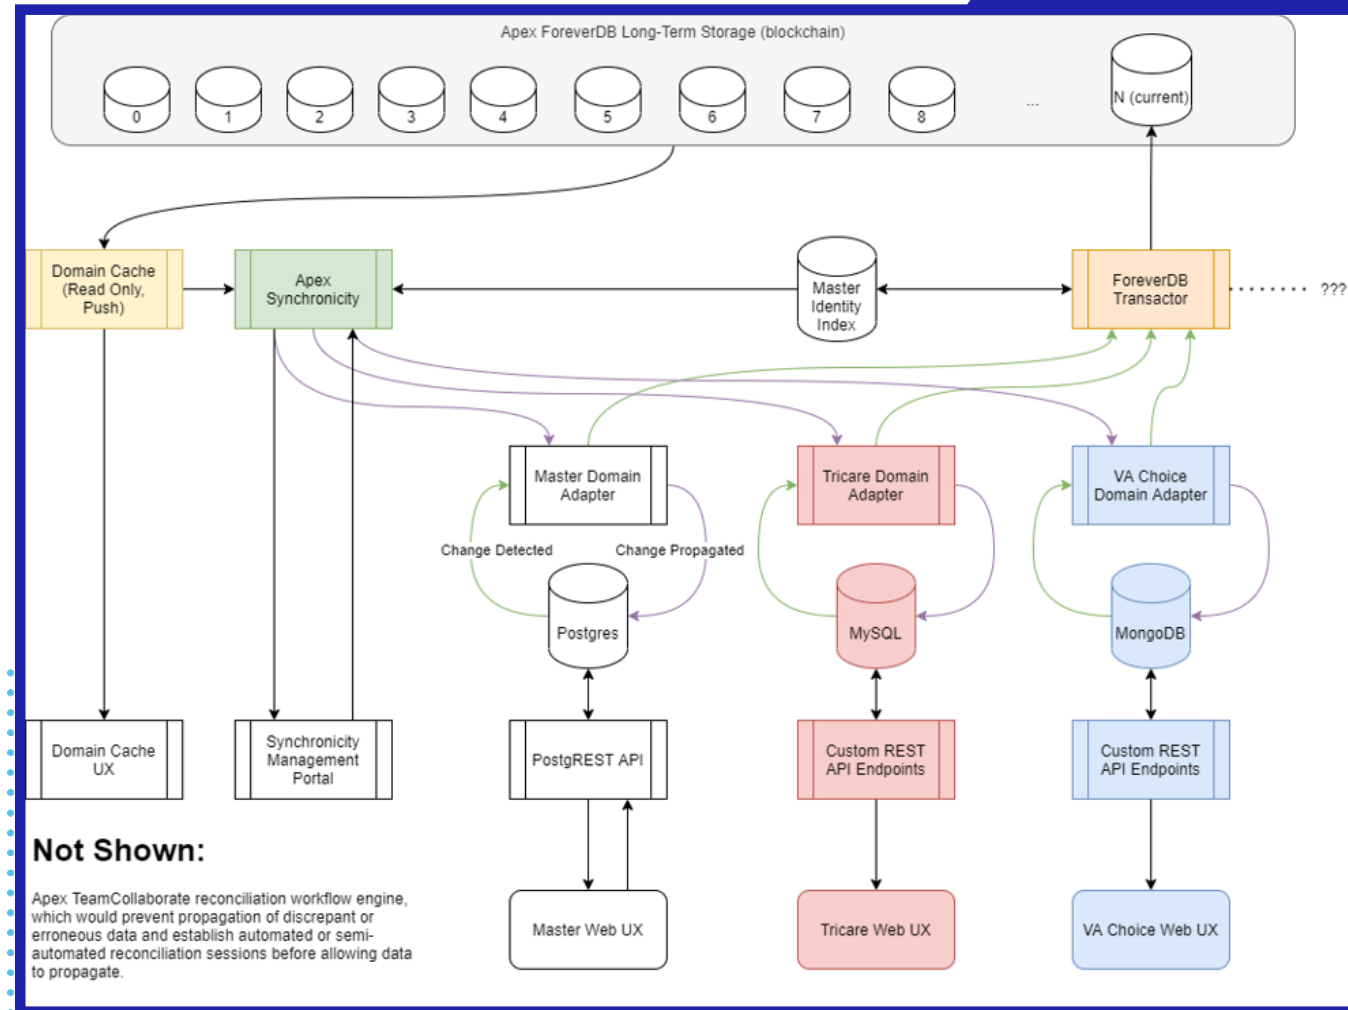 Apex ForeverDB Long-Term Storage (blockchain)
0
1
2
3
4
5
6
7
8
...
N (current)
Domain Cache
(Read Only,
Push)
Apex
Synchronicity
Master
Identity
Index
ForeverDB
Transactor
???
Master Domain
Adapter
Tricare Domain
Adapter
VA Choice
Domain Adapter
Change Detected
Change Propagated
Postgres
MySQL
MongoDB
Domain Cache
UX
Synchronicity
Management
Portal
PostgREST API
Custom REST
API Endpoints
Custom REST
API Endpoints
Not Shown:
Apex TeamCollaborate reconciliation workflow engine,
which would prevent propagation of discrepant or
erroneous data and establish automated or semi-
automated reconciliation sessions before allowing data
to propagate.
Master Web UX
Tricare Web UX
VA Choice Web UX